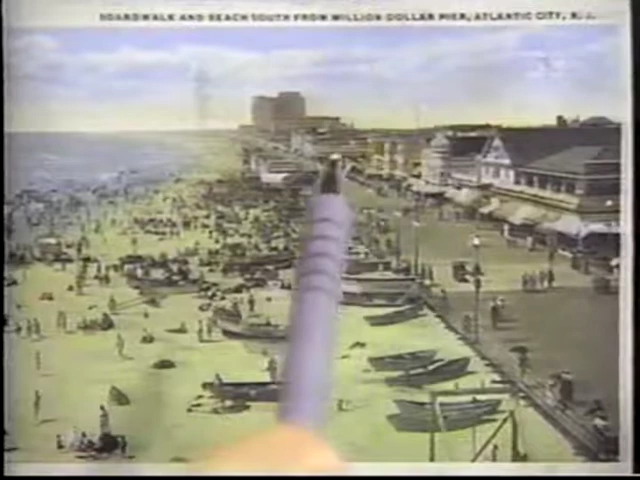 BOARDWALK AND BEACH SOUTH FROM MILLION DOLLAR PIER, ATLANTIC CITY, N. J.